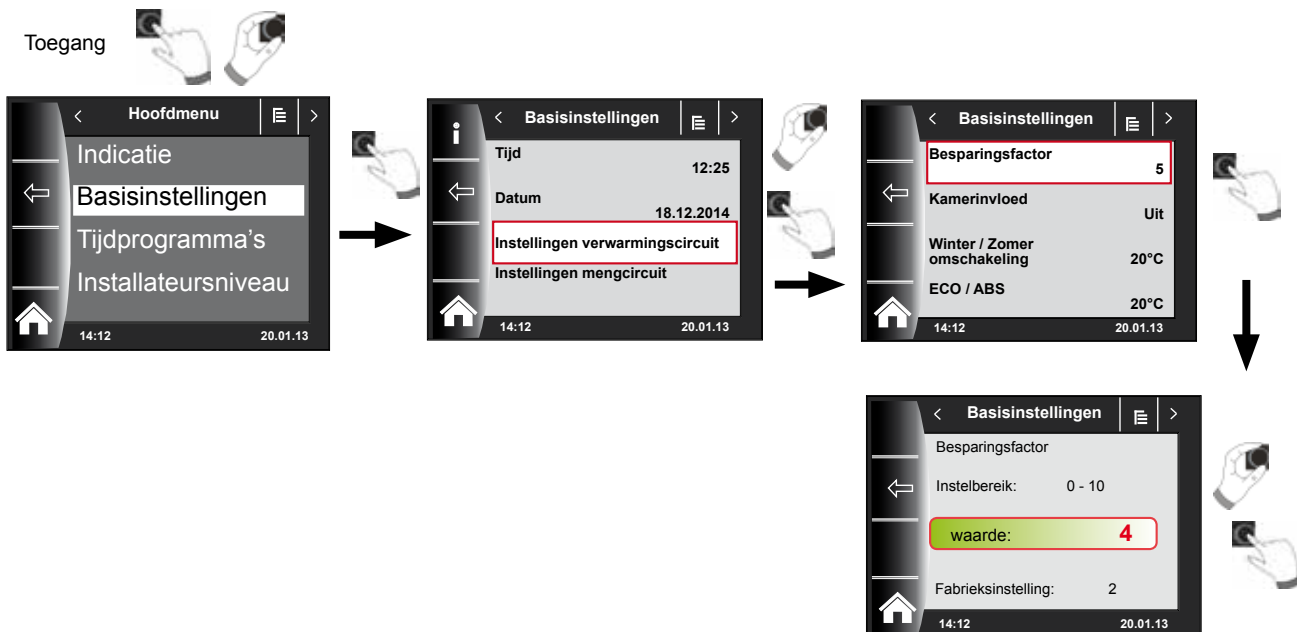 Toegang
< Hoofdmenu >
Indicatie
Basisinstellingen
Tijdprogramma's
Installateursniveau
14:12 20.01.13
i
< Basisinstellingen >
Tijd
12:25
Datum
18.12.2014
Instellingen verwarmingscircuit
Instellingen mengcircuit
14:12 20.01.13
< Basisinstellingen >
Besparingsfactor
5
Kamerinvloed
Uit
Winter / Zomer
omschakeling 20°C
ECO / ABS
20°C
14:12 20.01.13
< Basisinstellingen >
Besparingsfactor
Instelbereik: 0 - 10
waarde: 4
Fabrieksinstelling: 2
14:12 20.01.13